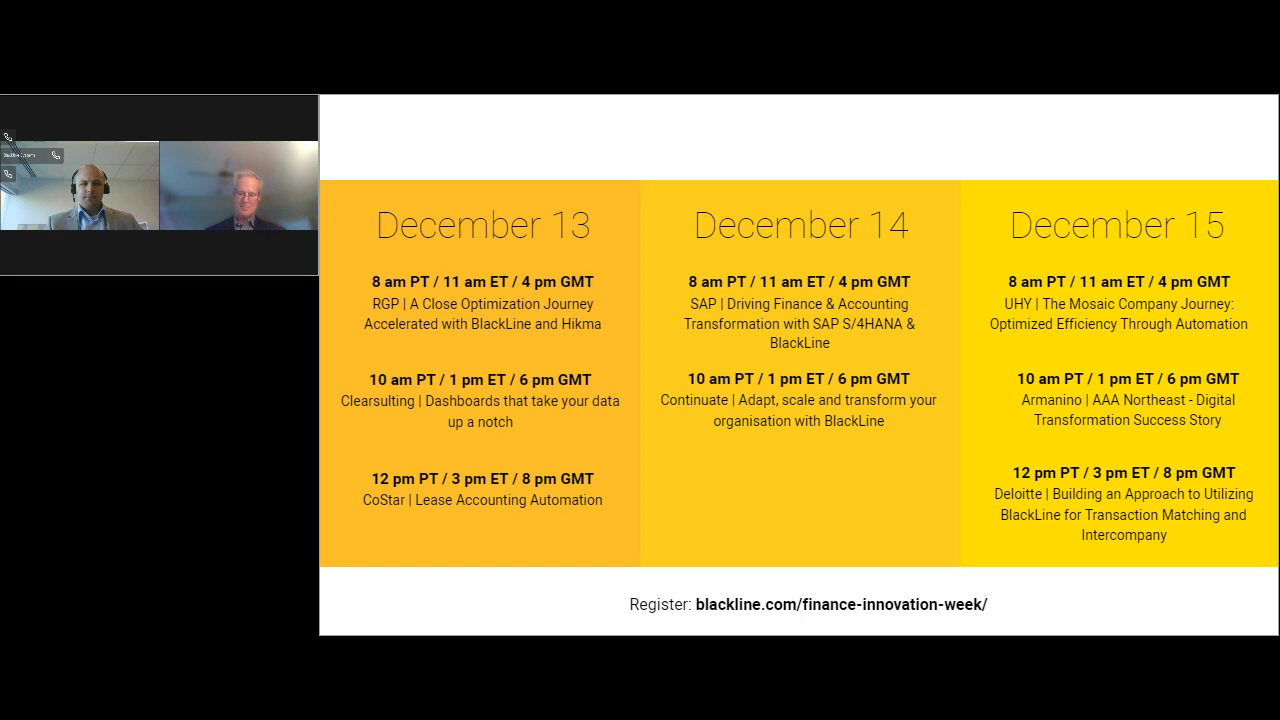 BlackLine Systems
December 13
8 am PT / 11 am ET / 4 pm GMT
RGP | A Close Optimization Journey
Accelerated with BlackLine and Hikma
10 am PT / 1 pm ET / 6 pm GMT
Clearsulting | Dashboards that take your data
up a notch
12 pm PT / 3 pm ET / 8 pm GMT
CoStar | Lease Accounting Automation
December 14
8 am PT / 11 am ET / 4 pm GMT
SAP | Driving Finance & Accounting
Transformation with SAP S/4HANA &
BlackLine
10 am PT / 1 pm ET / 6 pm GMT
Continuate | Adapt, scale and transform your
organisation with BlackLine
December 15
8 am PT / 11 am ET / 4 pm GMT
UHY | The Mosaic Company Journey:
Optimized Efficiency Through Automation
10 am PT / 1 pm ET / 6 pm GMT
Armanino | AAA Northeast - Digital
Transformation Success Story
12 pm PT / 3 pm ET / 8 pm GMT
Deloitte | Building an Approach to Utilizing
BlackLine for Transaction Matching and
Intercompany
Register: blackline.com/finance-innovation-week/